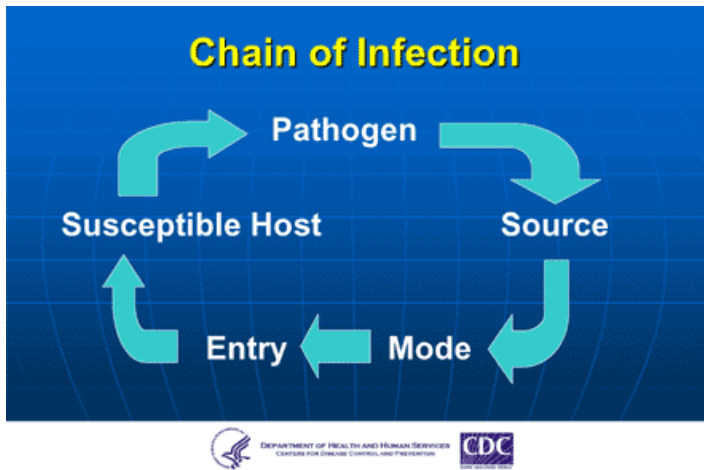 Chain of Infection
Pathogen
Susceptible Host
Source
Entry
Mode
DEPARTMENT OF HEALTH AND HUMAN SERVICES
CENTERS FOR DISEASE CONTROL AND PREVENTION
CDC